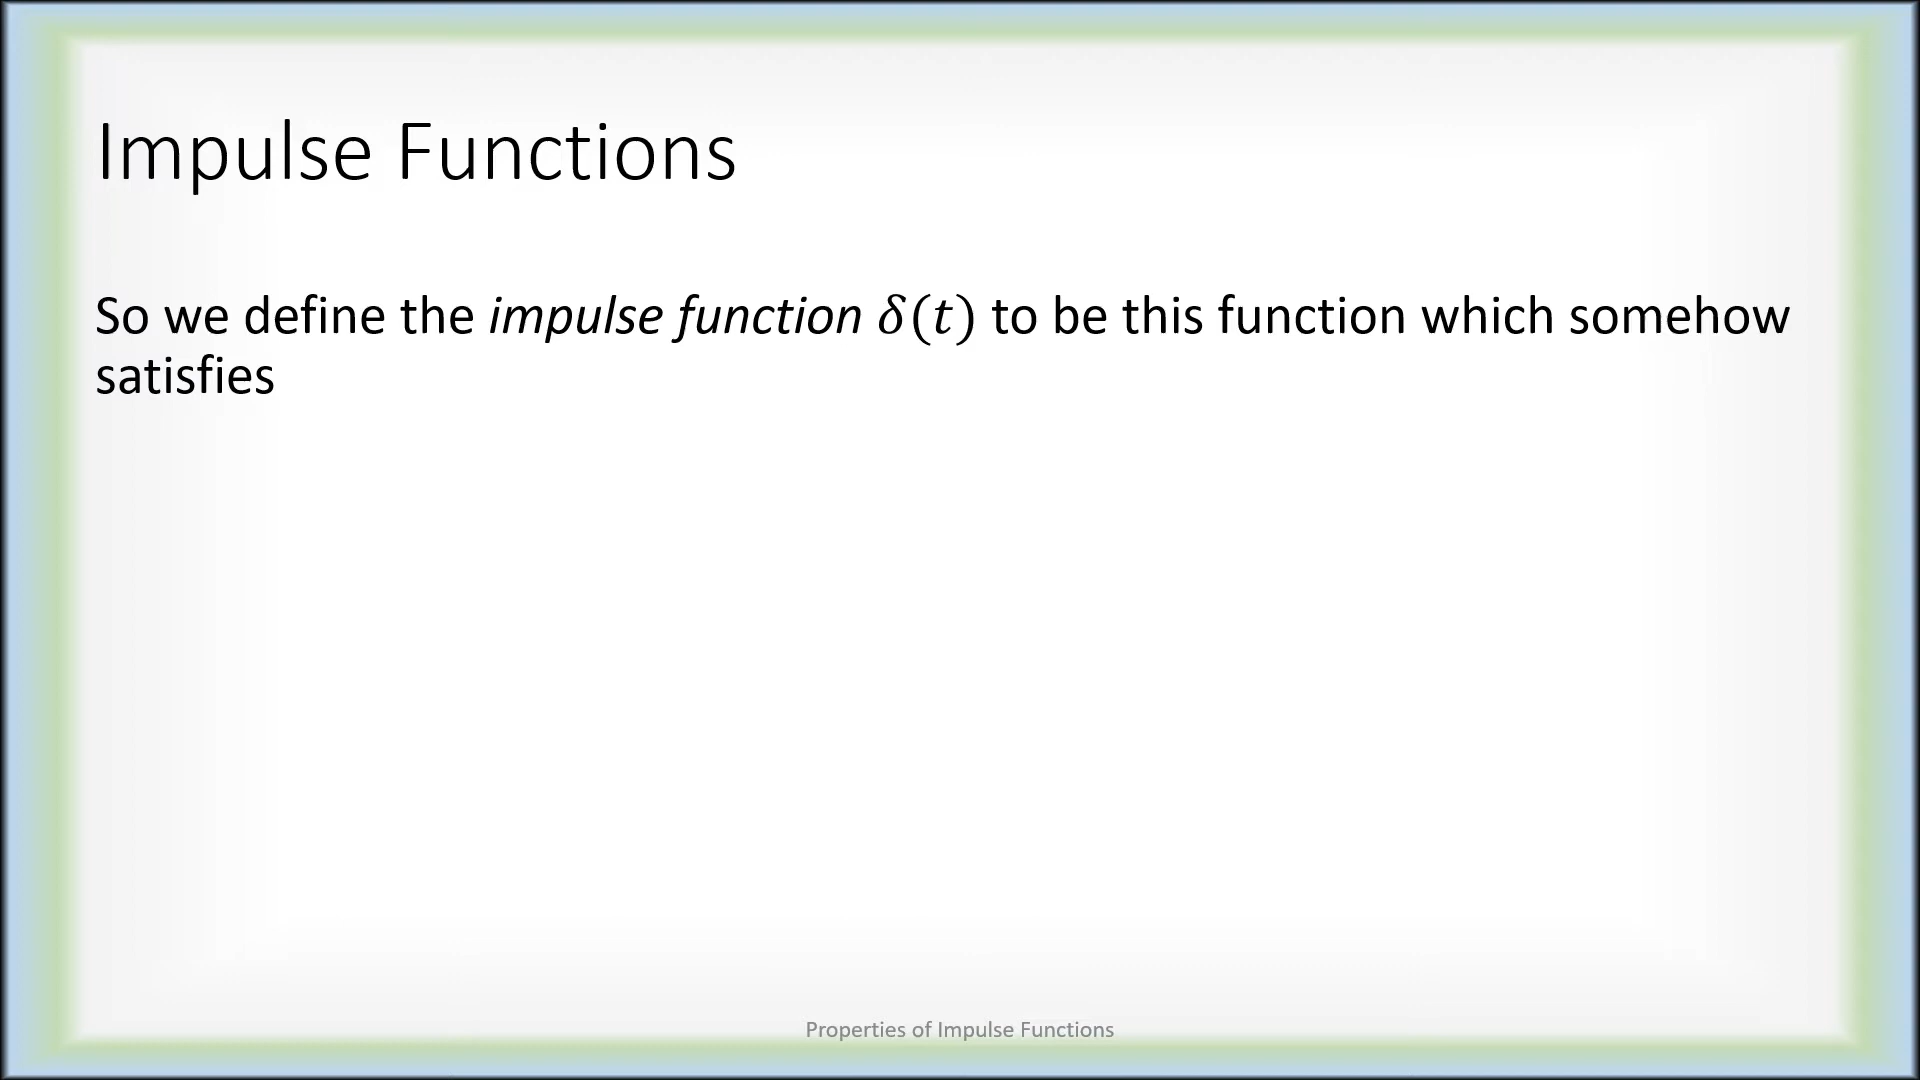 Impulse Functions
So we define the impulse function 𝛿(𝑡) to be this function which somehow
satisfies
Properties of Impulse Functions